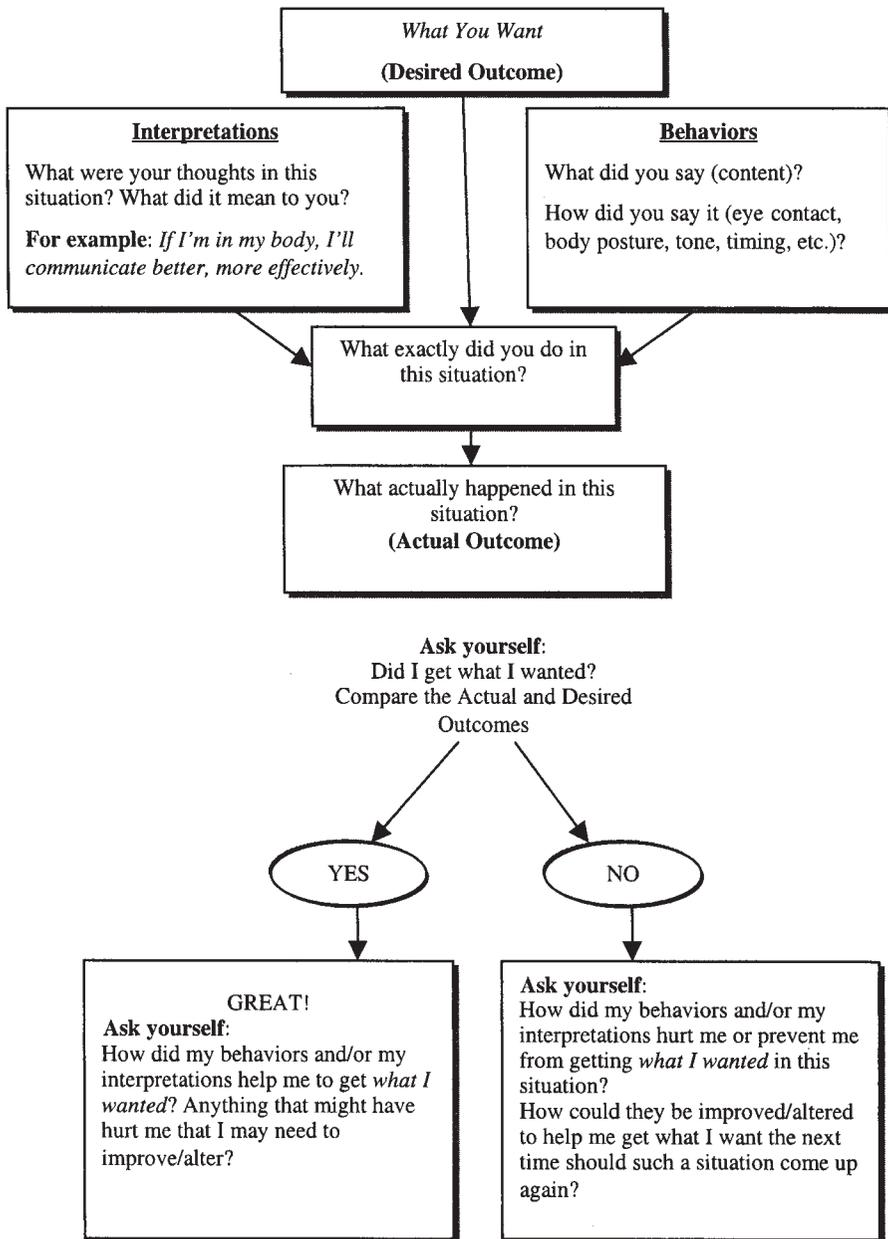 What You Want
(Desired Outcome)
Interpretations
What were your thoughts in this
situation? What did it mean to you?
For example: If I'm in my body, I'll
communicate better, more effectively.
Behaviors
What did you say (content)?
How did you say it (eye contact,
body posture, tone, timing, etc.)?
What exactly did you do in
this situation?
What actually happened in this
situation?
(Actual Outcome)
Ask yourself:
Did I get what I wanted?
Compare the Actual and Desired
Outcomes
YES
NO
GREAT!
Ask yourself:
How did my behaviors and/or my
interpretations help me to get what I
wanted? Anything that might have
hurt me that I may need to
improve/alter?
Ask yourself:
How did my behaviors and/or my
interpretations hurt me or prevent me
from getting what I wanted in this
situation?
How could they be improved/altered
to help me get what I want the next
time should such a situation come up
again?